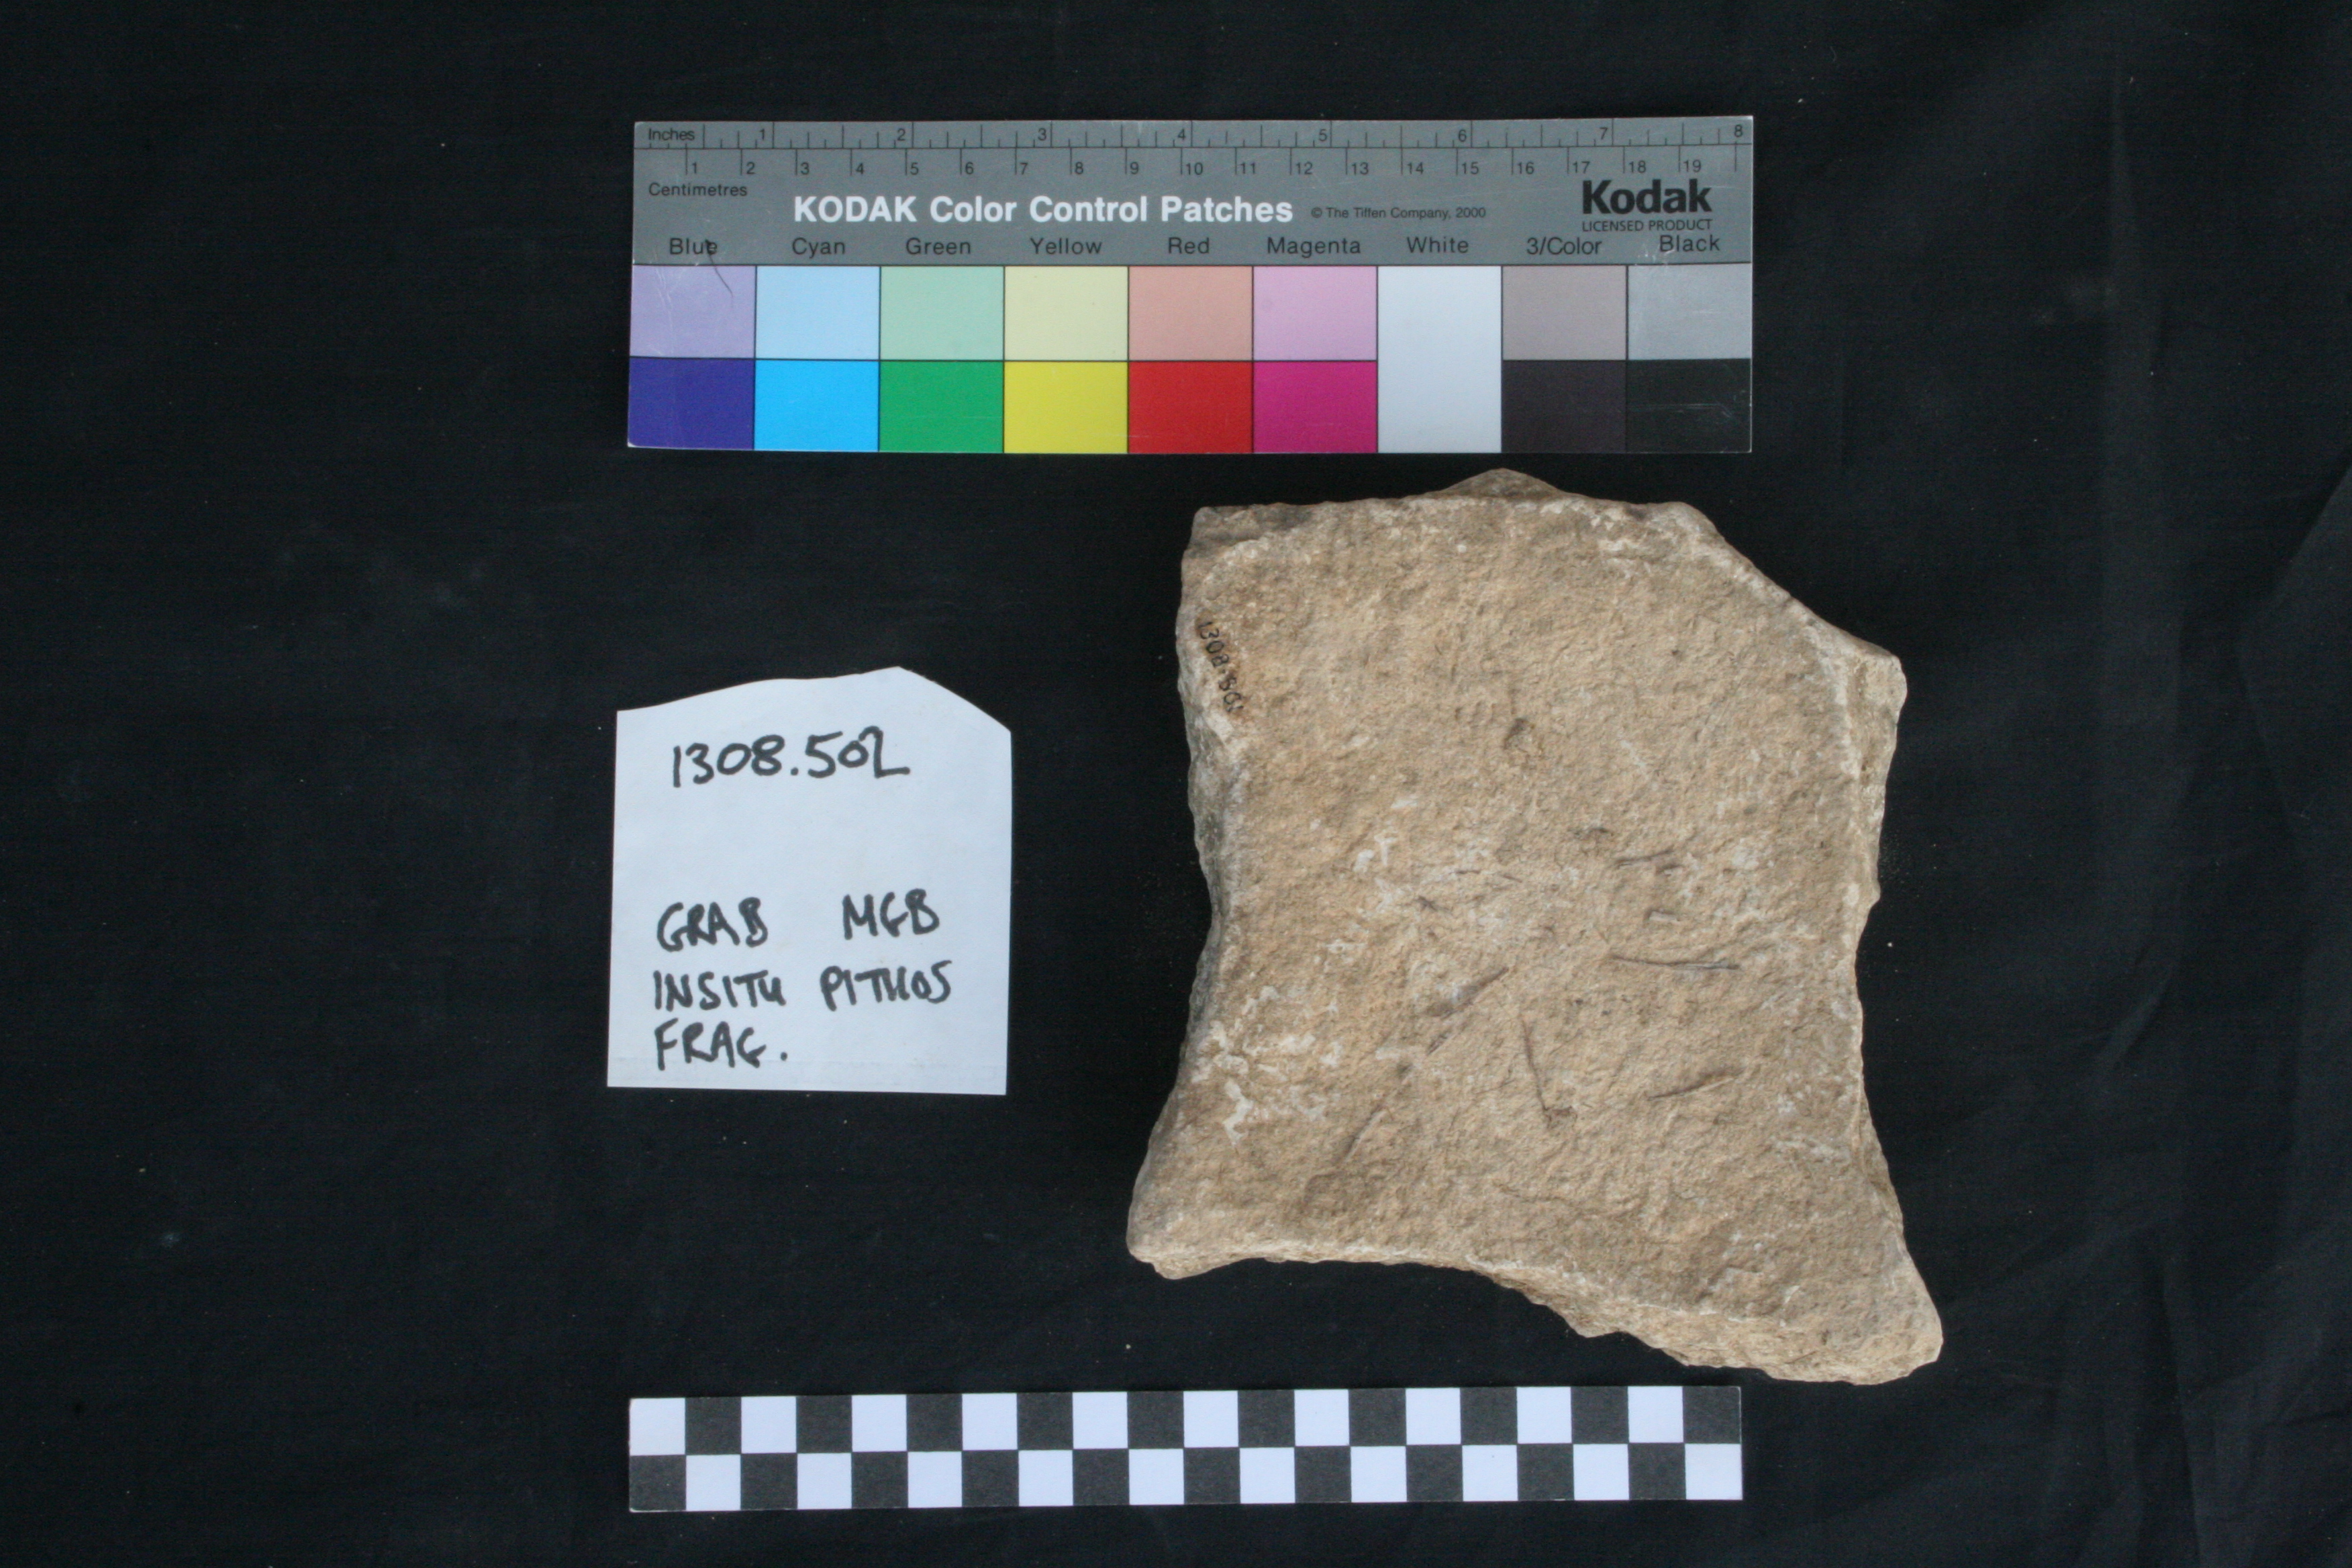 Inches 1 2 3 4 5 6 7 8
1 2 3 4 5 6 7 8 9 10 11 12 13 14 15 16 17 18 19
Centimetres
KODAK Color Control Patches © The Tiffen Company, 2000 Kodak
LICENSED PRODUCT
Blue Cyan Green Yellow Red Magenta White 3/Color Black
1308.502
GRAB MGB
INSITU PITHOS
FRAG.